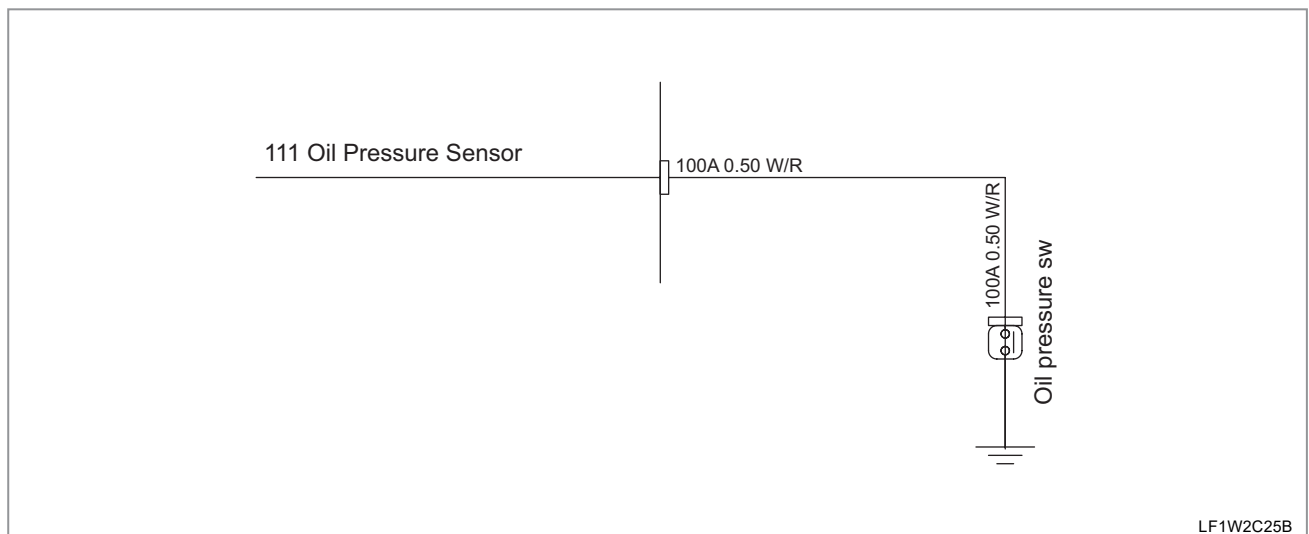 111 Oil Pressure Sensor
100A 0.50 W/R
100A 0.50 W/R
Oil pressure sw
LF1W2C25B